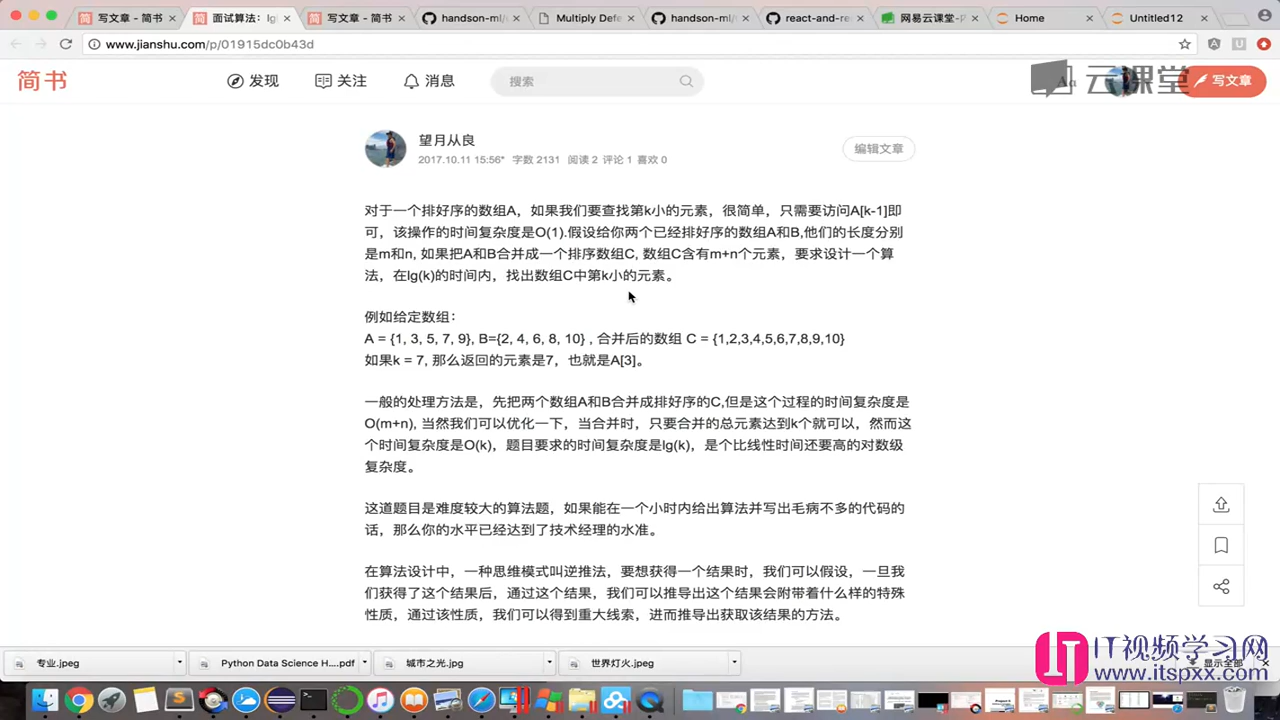 写文章 - 简书
面试算法：lg
写文章 - 简书
handson-ml/
Multiply Defe
handson-ml/
react-and-re
网易云课堂-P
Home
Untitled12
www.jianshu.com/p/01915dc0b43d
简书
发现
关注
消息
搜索
Aa
云课堂
写文章
望月从良
2017.10.11 15:56* 字数 2131 阅读 2 评论 1 喜欢 0
编辑文章
对于一个排好序的数组A，如果我们要查找第k小的元素，很简单，只需要访问A[k-1]即
可，该操作的时间复杂度是O(1).假设给你两个已经排好序的数组A和B,他们的长度分别
是m和n, 如果把A和B合并成一个排序数组C, 数组C含有m+n个元素，要求设计一个算
法，在lg(k)的时间内，找出数组C中第k小的元素。
例如给定数组：
A = {1, 3, 5, 7, 9}, B={2, 4, 6, 8, 10} , 合并后的数组 C = {1,2,3,4,5,6,7,8,9,10}
如果k = 7, 那么返回的元素是7，也就是A[3]。
一般的处理方法是，先把两个数组A和B合并成排好序的C,但是这个过程的时间复杂度是
O(m+n), 当然我们可以优化一下，当合并时，只要合并的总元素达到k个就可以，然而这
个时间复杂度是O(k)，题目要求的时间复杂度是lg(k)，是个比线性时间还要高的对数级
复杂度。
这道题目是难度较大的算法题，如果能在一个小时内给出算法并写出毛病不多的代码的
话，那么你的水平已经达到了技术经理的水准。
在算法设计中，一种思维模式叫逆推法，要想获得一个结果时，我们可以假设，一旦我
们获得了这个结果后，通过这个结果，我们可以推导出这个结果会附带着什么样的特殊
性质，通过该性质，我们可以得到重大线索，进而推导出获取该结果的方法。
专业.jpeg
Python Data Science H....pdf
城市之光.jpg
世界灯火.jpeg
显示全部
IT视频学习网
www.itspxx.com